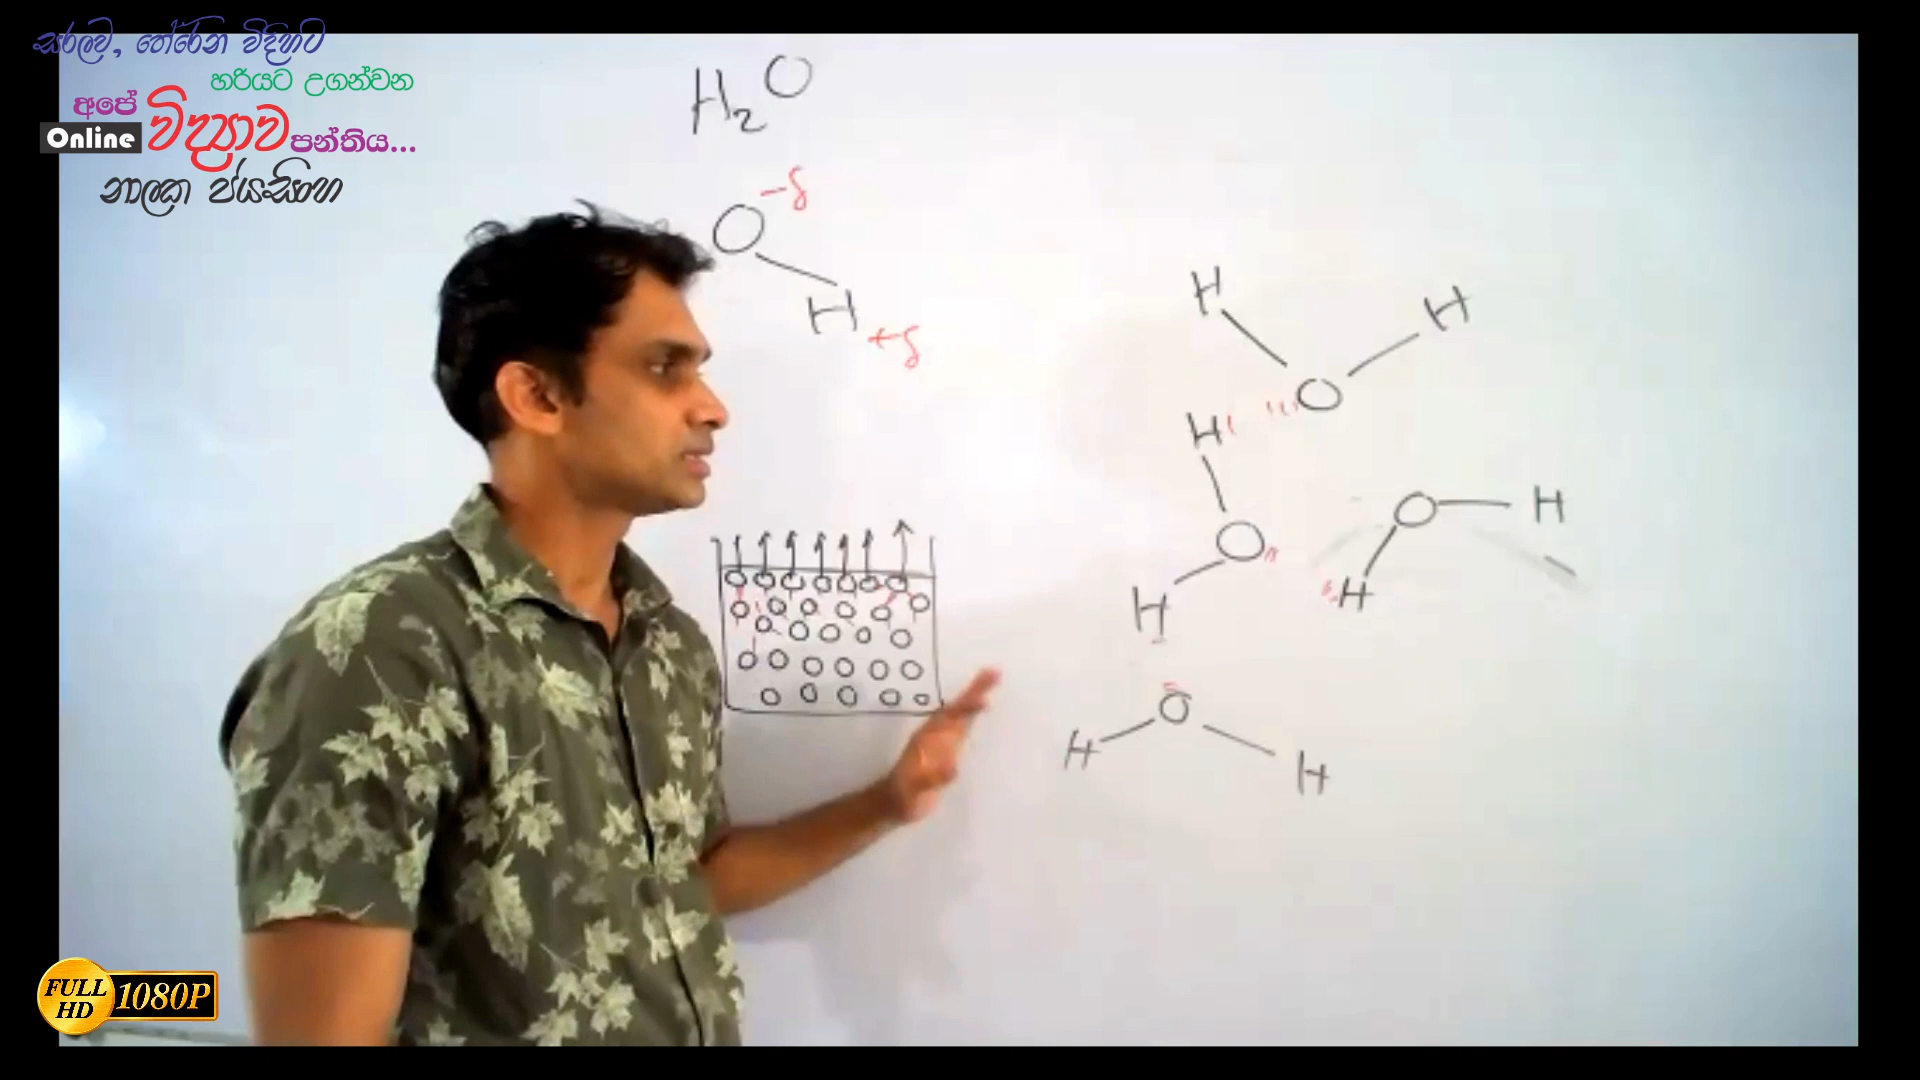 සරලව, තේරෙන විදිහට
හරියට උගන්වන
අපේ
Online විද්‍යාව පන්තිය...
නාලක ජයසිංහ
H₂O
O -δ
H +δ
H H
O
H
O H
O
H H
O
H H
FULL HD 1080P